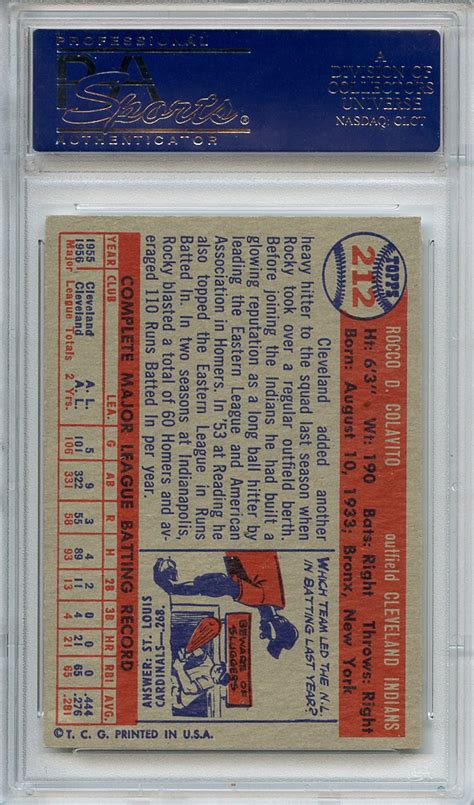 PROFESSIONAL
PSA
Sports®
AUTHENTICATOR
A
DIVISION OF
COLLECTORS
UNIVERSE
NASDAQ: CLCT
TOPPS
212
ROCCO D. COLAVITO outfield CLEVELAND INDIANS
Ht: 6'3" Wt: 190 Bats: Right Throws: Right
Born: August 10, 1933; Bronx, New York
Cleveland added another
heavy hitter to the squad last season when
Rocky took over a regular outfield berth.
Before joining the Indians he had built a
glowing reputation as a long ball hitter by
leading the Eastern League and American
Association in Homers. In '53 at Reading he
also topped the Eastern League in Runs
Batted In. In two seasons at Indianapolis,
Rocky blasted a total of 60 Homers and av-
eraged 110 Runs Batted In per year.
WHICH TEAM LED THE N.L.
IN BATTING LAST YEAR?
BEWARE OF
SLUGGERS
ANSWER: ST. LOUIS
CARDINALS—.268.
COMPLETE MAJOR LEAGUE BATTING RECORD
YEAR CLUB LEA. G AB R H 2B 3B HR RBI AVG.
1955 Cleveland A. L. 5 9 3 4 2 0 0 0 .444
1956 Cleveland A. L. 101 322 55 89 11 4 21 65 .276
Major League Totals 2 Yrs. 106 331 58 93 13 4 21 65 .281
© T. C. G. PRINTED IN U.S.A.